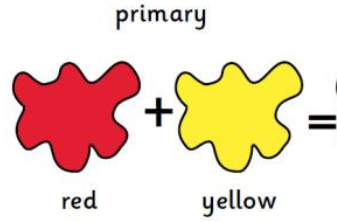 primary
+ =
red yellow